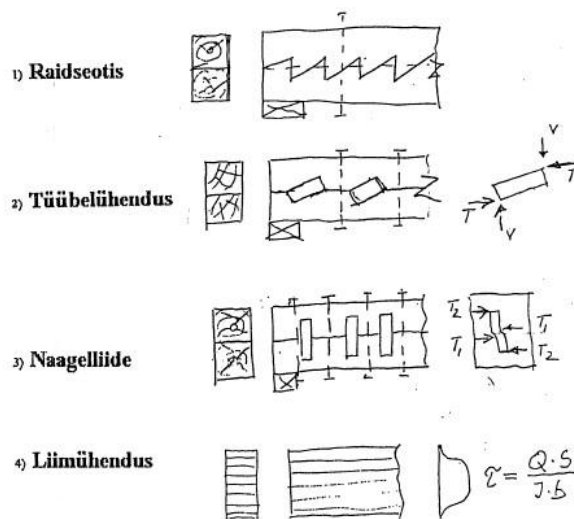 1) Raidseotis
2) Tüübelühendus
V
T
T
V
3) Naagelliide
T2
T1
T1
T2
4) Liimühendus
τ = Q·S / J·b